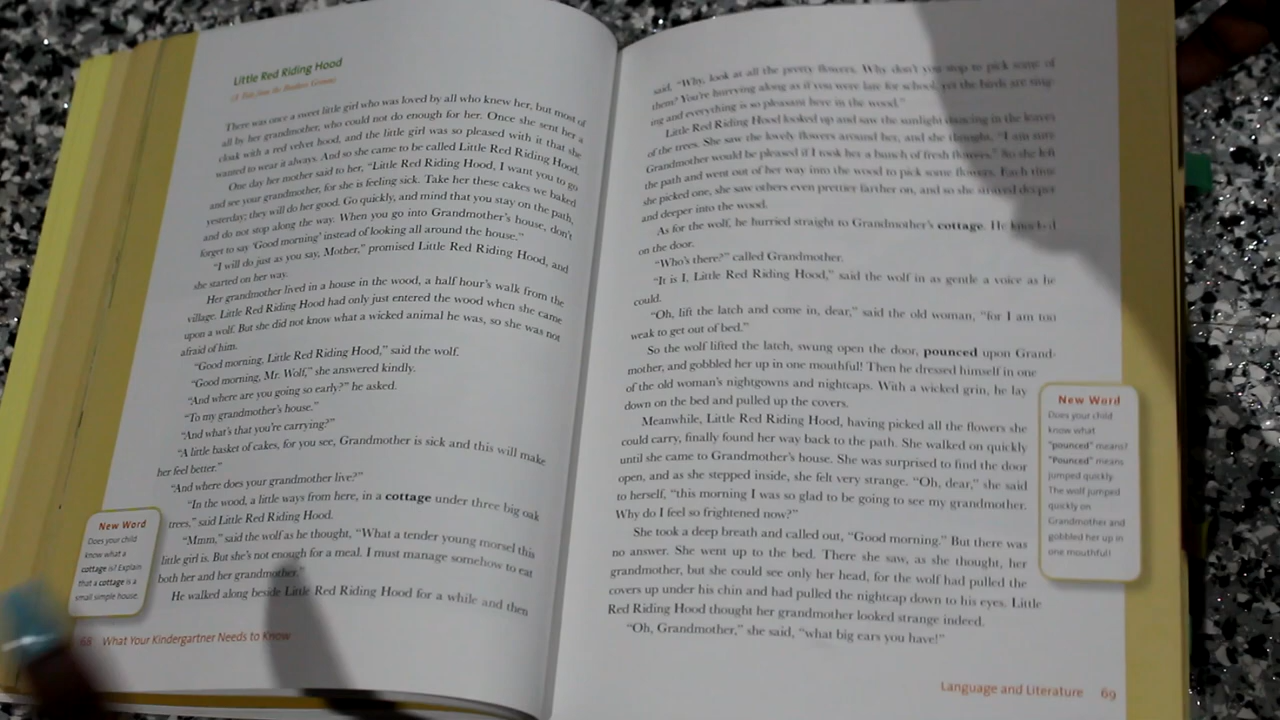 Little Red Riding Hood
(A Tale from the Brothers Grimm)
There was once a sweet little girl who was loved by all who knew her, but most of
all by her grandmother, who could not do enough for her. Once she sent her a
cloak with a red velvet hood, and the little girl was so pleased with it that she
wanted to wear it always. And so she came to be called Little Red Riding Hood.
One day her mother said to her, “Little Red Riding Hood, I want you to go
and see your grandmother, for she is feeling sick. Take her these cakes we baked
yesterday; they will do her good. Go quickly, and mind that you stay on the path,
and do not stop along the way. When you go into Grandmother’s house, don’t
forget to say ‘Good morning’ instead of looking all around the house.”
“I will do just as you say, Mother,” promised Little Red Riding Hood, and
she started on her way.
Her grandmother lived in a house in the wood, a half hour’s walk from the
village. Little Red Riding Hood had only just entered the wood when she came
upon a wolf. But she did not know what a wicked animal he was, so she was not
afraid of him.
“Good morning, Little Red Riding Hood,” said the wolf.
“Good morning, Mr. Wolf,” she answered kindly.
“And where are you going so early?” he asked.
“To my grandmother’s house.”
“And what’s that you’re carrying?”
“A little basket of cakes, for you see, Grandmother is sick and this will make
her feel better.”
“And where does your grandmother live?”
“In the wood, a little ways from here, in a cottage under three big oak
trees,” said Little Red Riding Hood.
“Mmm,” said the wolf as he thought, “What a tender young morsel this
little girl is. But she’s not enough for a meal. I must manage somehow to eat
both her and her grandmother.”
He walked along beside Little Red Riding Hood for a while and then
New Word
Does your child
know what a
cottage is? Explain
that a cottage is a
small simple house.
68 What Your Kindergartner Needs to Know
said, “Why, look at all the pretty flowers. Why don’t you stop to pick some of
them? You’re hurrying along as if you were late for school, yet the birds are sing-
ing and everything is so pleasant here in the wood.”
Little Red Riding Hood looked up and saw the sunlight dancing in the leaves
of the trees. She saw the lovely flowers around her, and she thought, “I am sure
Grandmother would be pleased if I took her a bunch of fresh flowers.” So she left
the path and went out of her way into the wood to pick some flowers. Each time
she picked one, she saw others even prettier farther on, and so she strayed deeper
and deeper into the wood.
As for the wolf, he hurried straight to Grandmother’s cottage. He knocked
on the door.
“Who’s there?” called Grandmother.
“It is I, Little Red Riding Hood,” said the wolf in as gentle a voice as he
could.
“Oh, lift the latch and come in, dear,” said the old woman, “for I am too
weak to get out of bed.”
So the wolf lifted the latch, swung open the door, pounced upon Grand-
mother, and gobbled her up in one mouthful! Then he dressed himself in one
of the old woman’s nightgowns and nightcaps. With a wicked grin, he lay
down on the bed and pulled up the covers.
Meanwhile, Little Red Riding Hood, having picked all the flowers she
could carry, finally found her way back to the path. She walked on quickly
until she came to Grandmother’s house. She was surprised to find the door
open, and as she stepped inside, she felt very strange. “Oh, dear,” she said
to herself, “this morning I was so glad to be going to see my grandmother.
Why do I feel so frightened now?”
She took a deep breath and called out, “Good morning.” But there was
no answer. She went up to the bed. There she saw, as she thought, her
grandmother, but she could see only her head, for the wolf had pulled the
covers up under his chin and had pulled the nightcap down to his eyes. Little
Red Riding Hood thought her grandmother looked strange indeed.
“Oh, Grandmother,” she said, “what big ears you have!”
New Word
Does your child
know what
“pounced” means?
“Pounced” means
jumped quickly.
The wolf jumped
quickly on
Grandmother and
gobbled her up in
one mouthful!
Language and Literature 69